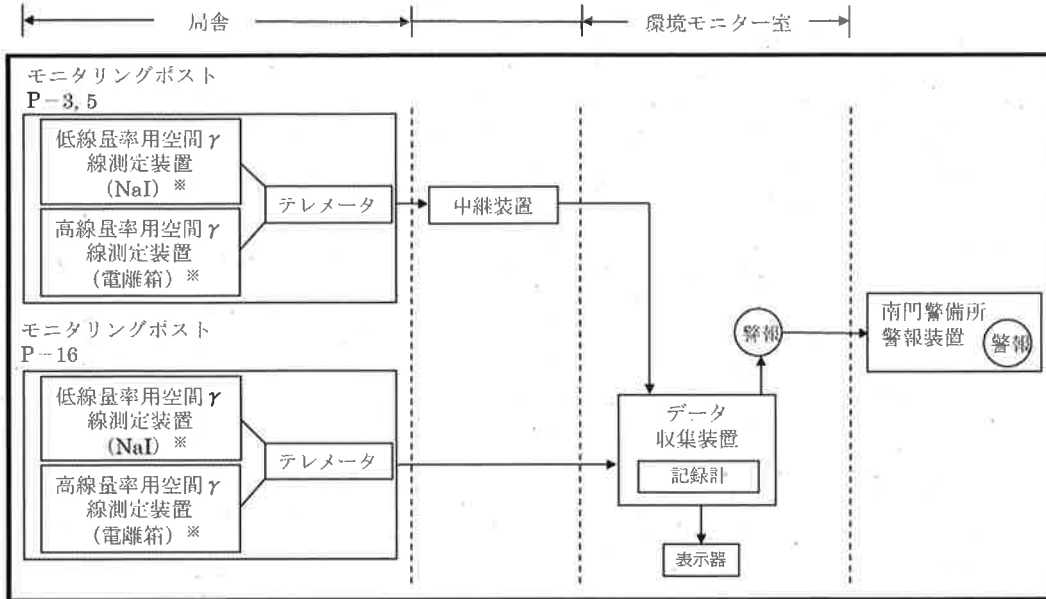 局舎
環境モニター室
モニタリングポスト
P－3, 5
低線量率用空間γ
線測定装置
(NaI) ※
高線量率用空間γ
線測定装置
(電離箱) ※
テレメータ
中継装置
警報
南門警備所
警報装置
警報
モニタリングポスト
P－16
低線量率用空間γ
線測定装置
(NaI) ※
高線量率用空間γ
線測定装置
(電離箱) ※
テレメータ
データ
収集装置
記録計
表示器